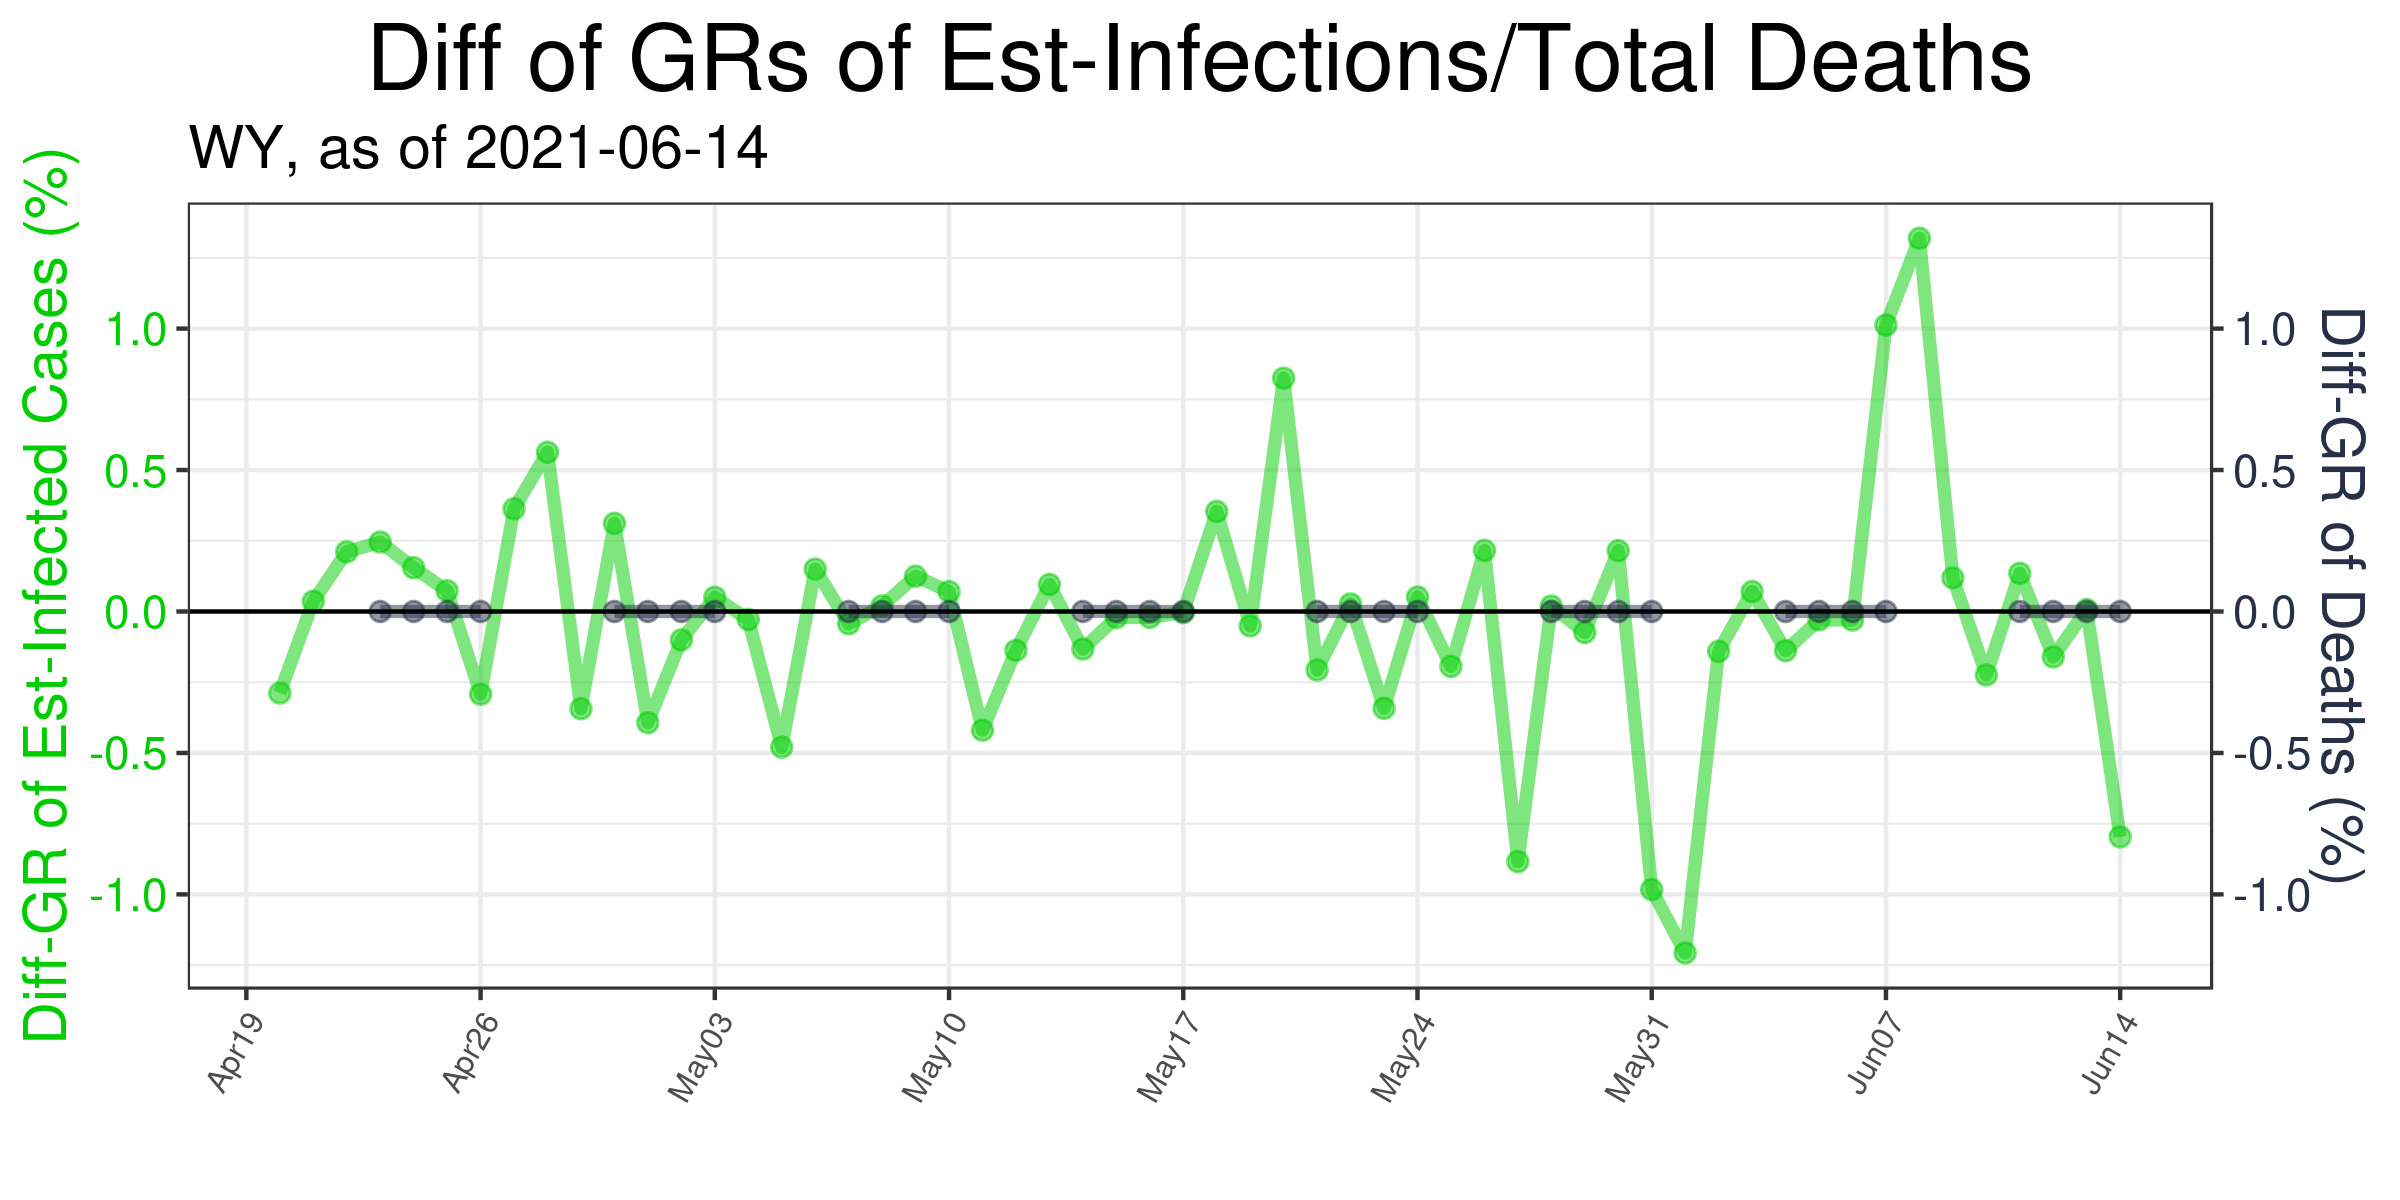 Diff of GRs of Est-Infections/Total Deaths
WY, as of 2021-06-14
Diff-GR of Est-Infected Cases (%)
1.0
0.5
0.0
-0.5
-1.0
1.0
0.5
0.0
-0.5
-1.0
Diff-GR of Deaths (%)
Apr19
Apr26
May03
May10
May17
May24
May31
Jun07
Jun14